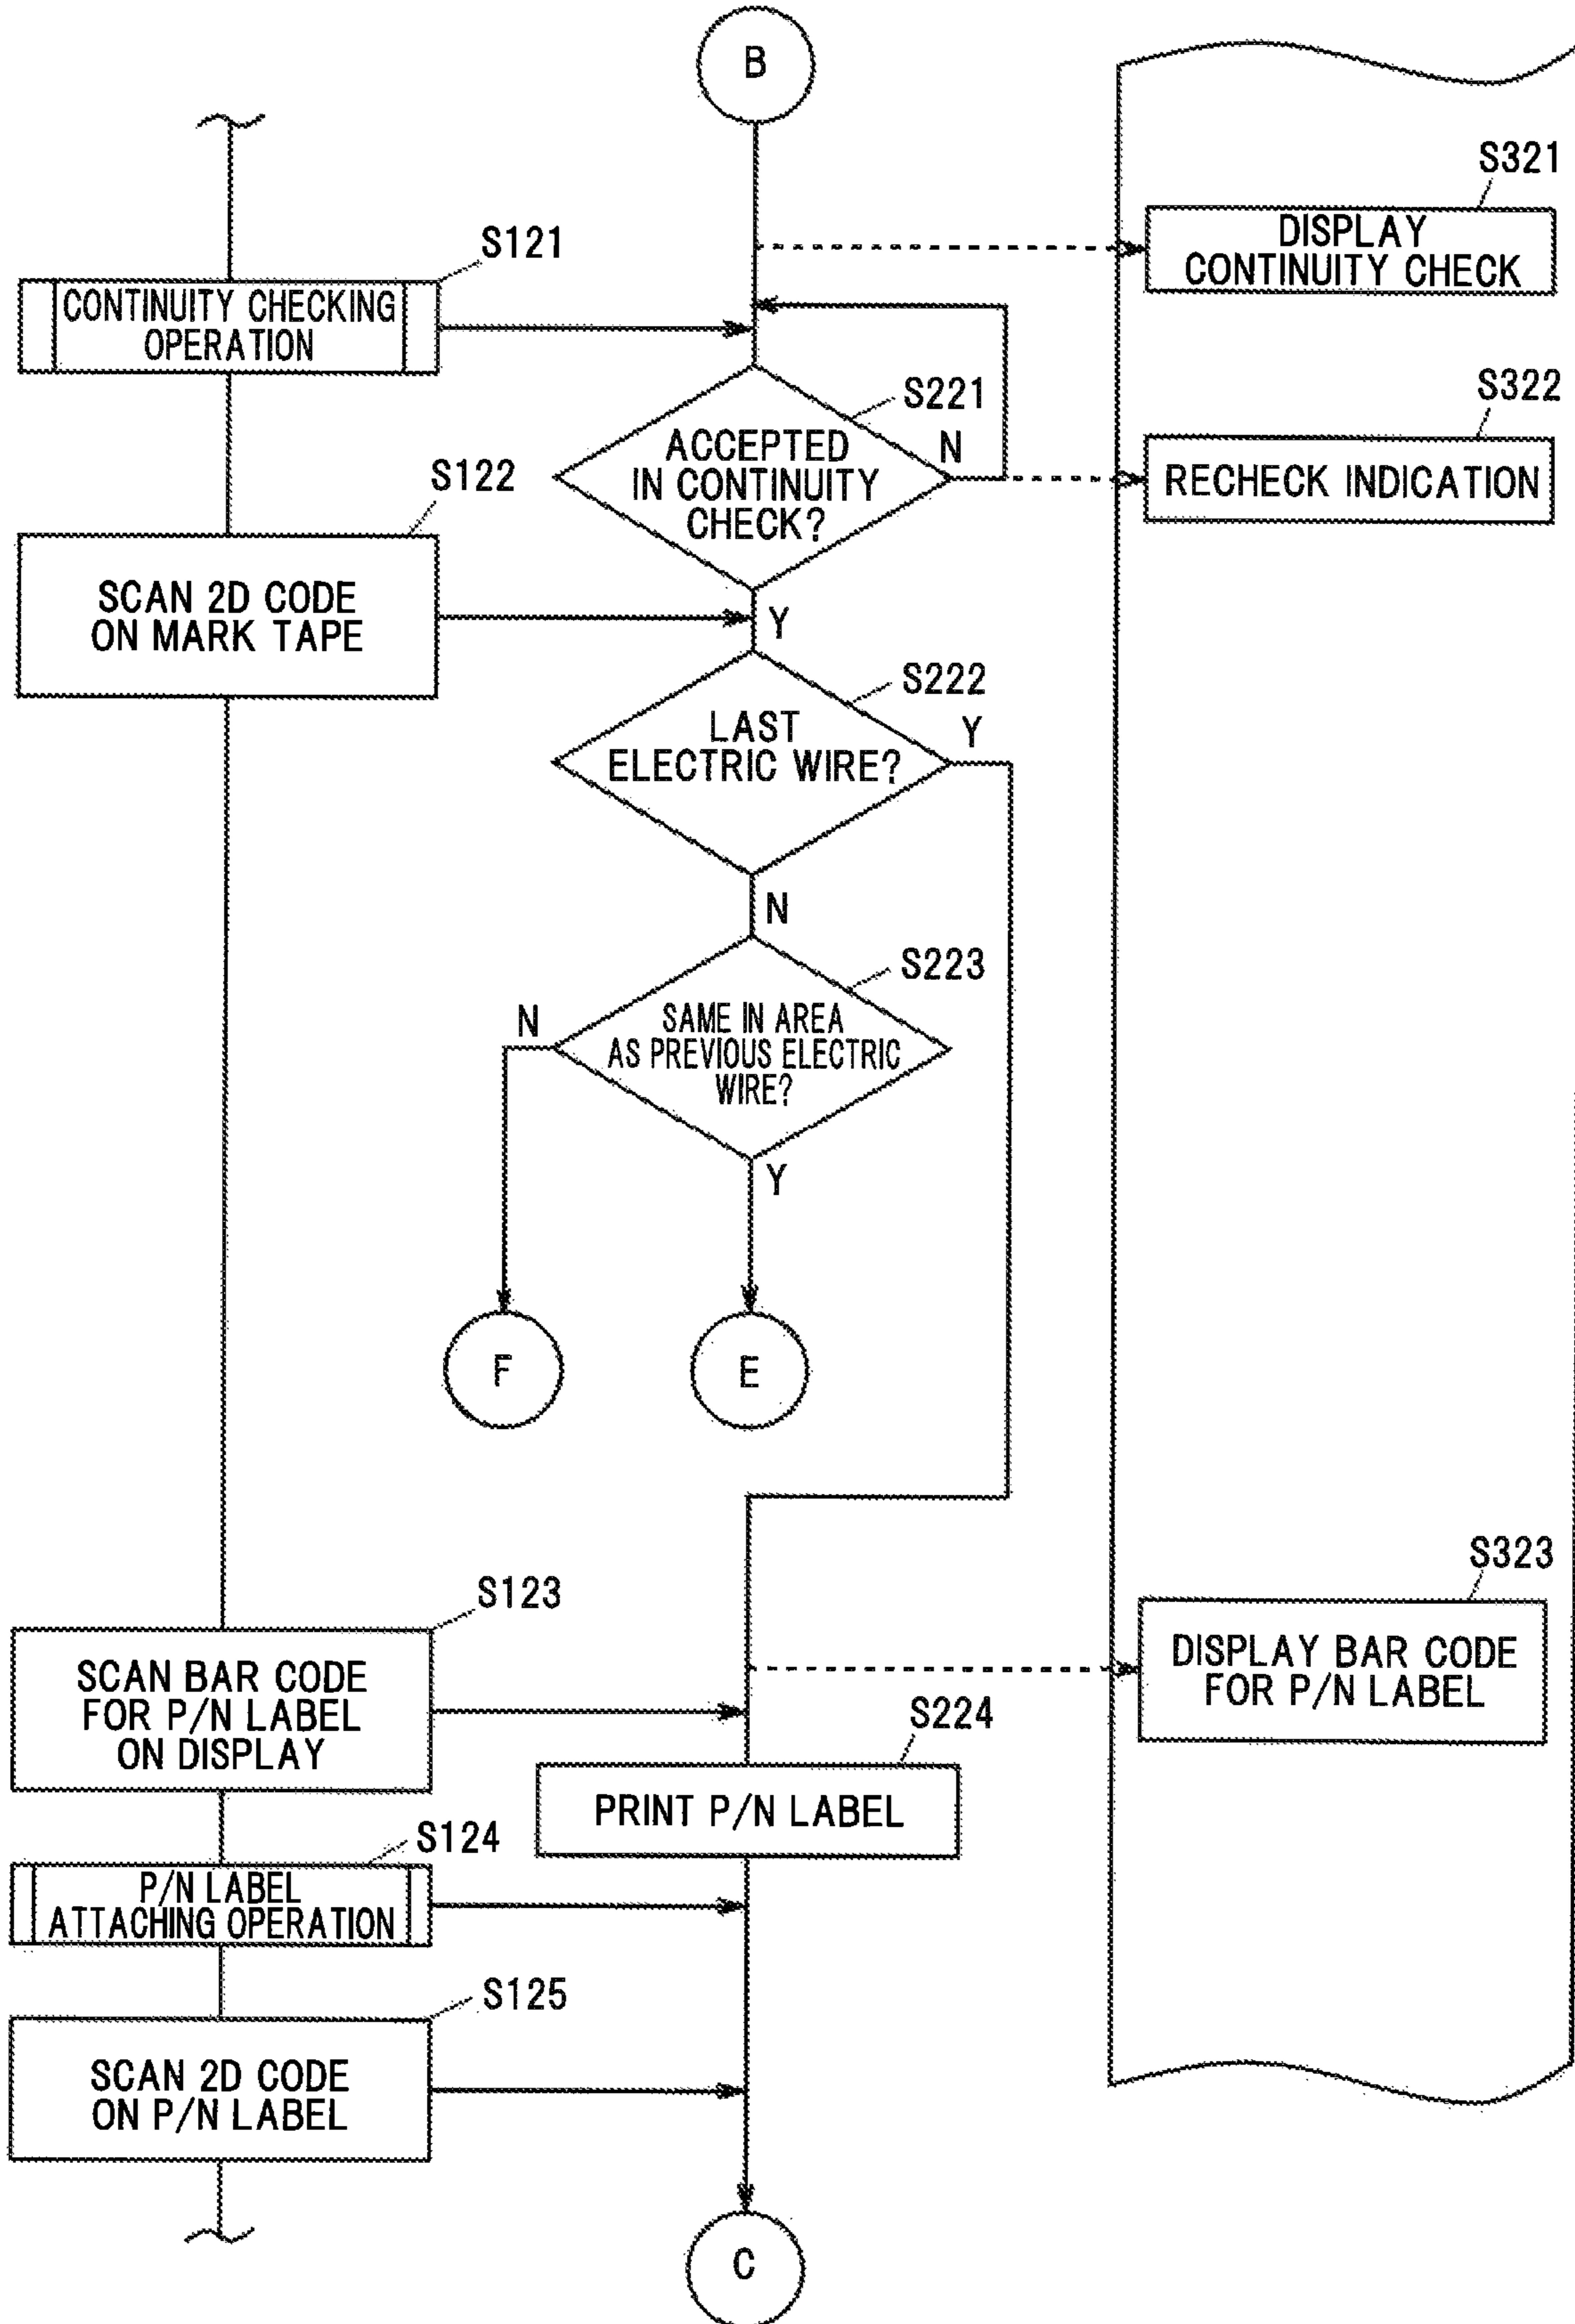 B
S321
DISPLAY
CONTINUITY CHECK
S121
CONTINUITY CHECKING
OPERATION
S221
ACCEPTED
IN CONTINUITY
CHECK?
N
S322
RECHECK INDICATION
S122
SCAN 2D CODE
ON MARK TAPE
Y
S222
LAST
ELECTRIC WIRE?
Y
N
S223
SAME IN AREA
AS PREVIOUS ELECTRIC
WIRE?
N
Y
F
E
S123
SCAN BAR CODE
FOR P/N LABEL
ON DISPLAY
S323
DISPLAY BAR CODE
FOR P/N LABEL
S224
PRINT P/N LABEL
S124
P/N LABEL
ATTACHING OPERATION
S125
SCAN 2D CODE
ON P/N LABEL
C